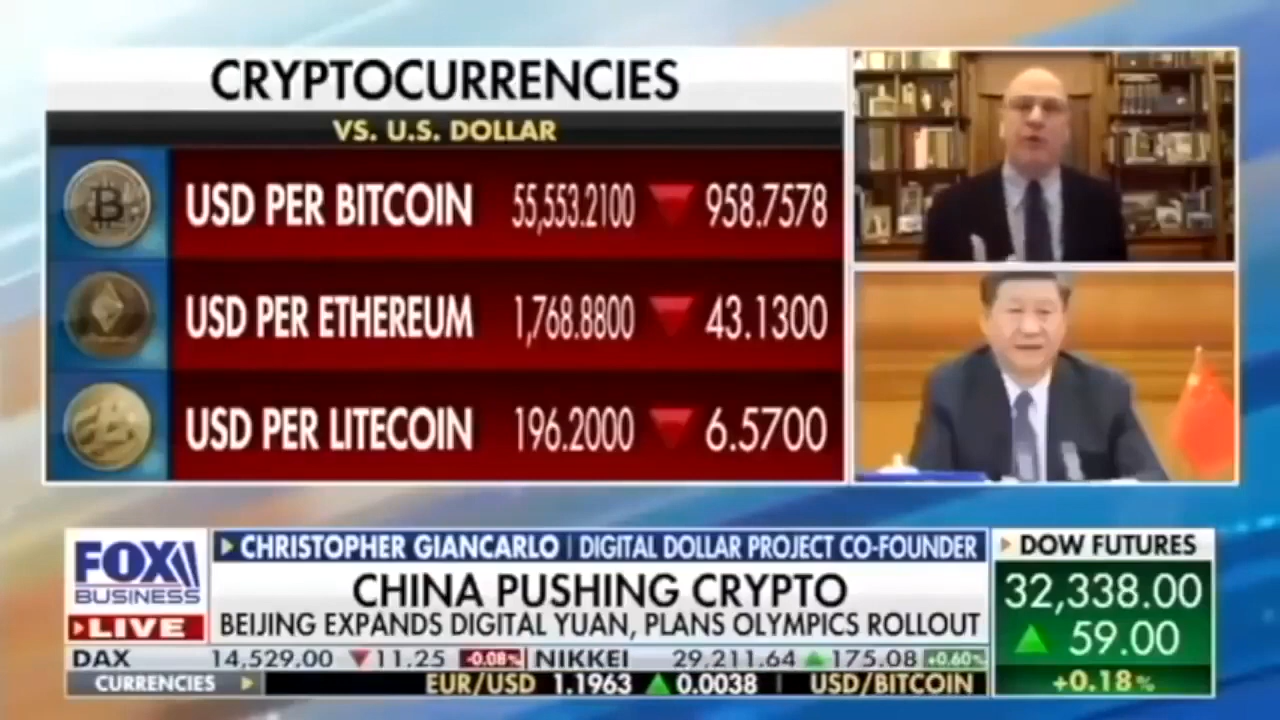 CRYPTOCURRENCIES
VS. U.S. DOLLAR
USD PER BITCOIN 55,553.2100 ▼ 958.7578
USD PER ETHEREUM 1,768.8800 ▼ 43.1300
USD PER LITECOIN 196.2000 ▼ 6.5700
FOX BUSINESS
LIVE
CHRISTOPHER GIANCARLO | DIGITAL DOLLAR PROJECT CO-FOUNDER
CHINA PUSHING CRYPTO
BEIJING EXPANDS DIGITAL YUAN, PLANS OLYMPICS ROLLOUT
DOW FUTURES
32,338.00
▲ 59.00
+0.18%
DAX 14,529.00 ▼11.25 -0.08% NIKKEI 29,211.64 ▲175.08 +0.60%
CURRENCIES EUR/USD 1.1963 ▲0.0038 USD/BITCOIN